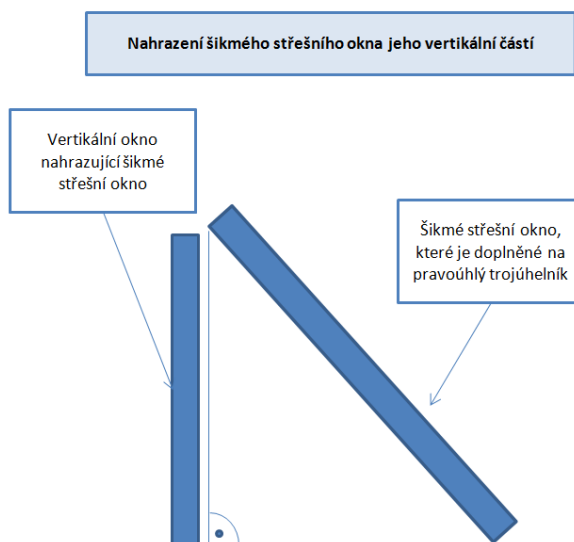 Nahrazení šikmého střešního okna jeho vertikální částí
Vertikální okno
nahrazující šikmé
střešní okno
Šikmé střešní okno,
které je doplněné na
pravoúhlý trojúhelník